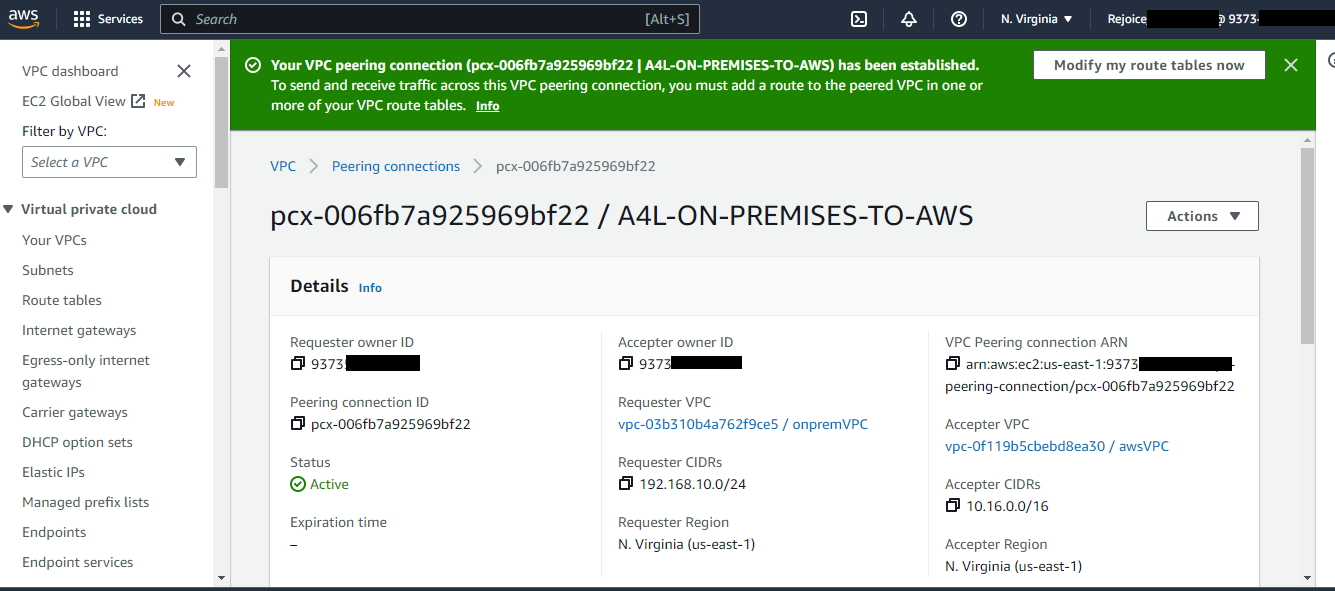 aws
Services
Search
[Alt+S]
N. Virginia
Rejoice
9373-
VPC dashboard
EC2 Global View New
Filter by VPC:
Select a VPC
Virtual private cloud
Your VPCs
Subnets
Route tables
Internet gateways
Egress-only internet
gateways
Carrier gateways
DHCP option sets
Elastic IPs
Managed prefix lists
Endpoints
Endpoint services
Your VPC peering connection (pcx-006fb7a925969bf22 | A4L-ON-PREMISES-TO-AWS) has been established.
To send and receive traffic across this VPC peering connection, you must add a route to the peered VPC in one or
more of your VPC route tables. Info
Modify my route tables now
VPC
Peering connections
pcx-006fb7a925969bf22
pcx-006fb7a925969bf22 / A4L-ON-PREMISES-TO-AWS
Actions
Details Info
Requester owner ID
9373
Peering connection ID
pcx-006fb7a925969bf22
Status
Active
Expiration time
–
Accepter owner ID
9373
Requester VPC
vpc-03b310b4a762f9ce5 / onpremVPC
Requester CIDRs
192.168.10.0/24
Requester Region
N. Virginia (us-east-1)
VPC Peering connection ARN
arn:aws:ec2:us-east-1:9373
peering-connection/pcx-006fb7a925969bf22
Accepter VPC
vpc-0f119b5cbebd8ea30 / awsVPC
Accepter CIDRs
10.16.0.0/16
Accepter Region
N. Virginia (us-east-1)